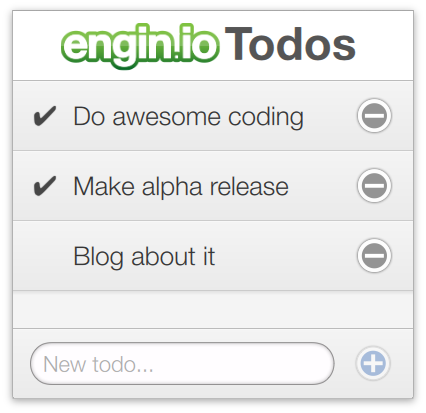 engin.io Todos
✔ Do awesome coding
✔ Make alpha release
Blog about it
New todo...